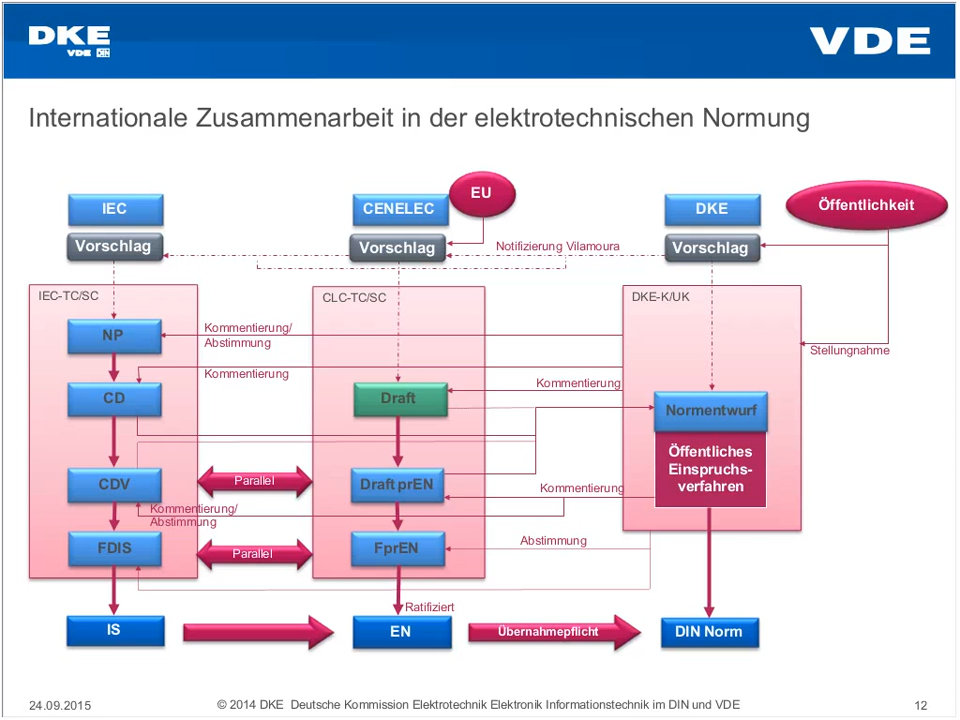 DKE
VDE DIN
VDE
Internationale Zusammenarbeit in der elektrotechnischen Normung
IEC
CENELEC
EU
DKE
Öffentlichkeit
Vorschlag
Vorschlag
Notifizierung Vilamoura
Vorschlag
IEC-TC/SC
CLC-TC/SC
DKE-K/UK
NP
Kommentierung/
Abstimmung
Stellungnahme
Kommentierung
Kommentierung
CD
Draft
Normentwurf
Öffentliches
Einspruchs-
verfahren
CDV
Parallel
Draft prEN
Kommentierung
Kommentierung/
Abstimmung
FDIS
Parallel
FprEN
Abstimmung
Ratifiziert
IS
EN
Übernahmepflicht
DIN Norm
24.09.2015
© 2014 DKE Deutsche Kommission Elektrotechnik Elektronik Informationstechnik im DIN und VDE
12